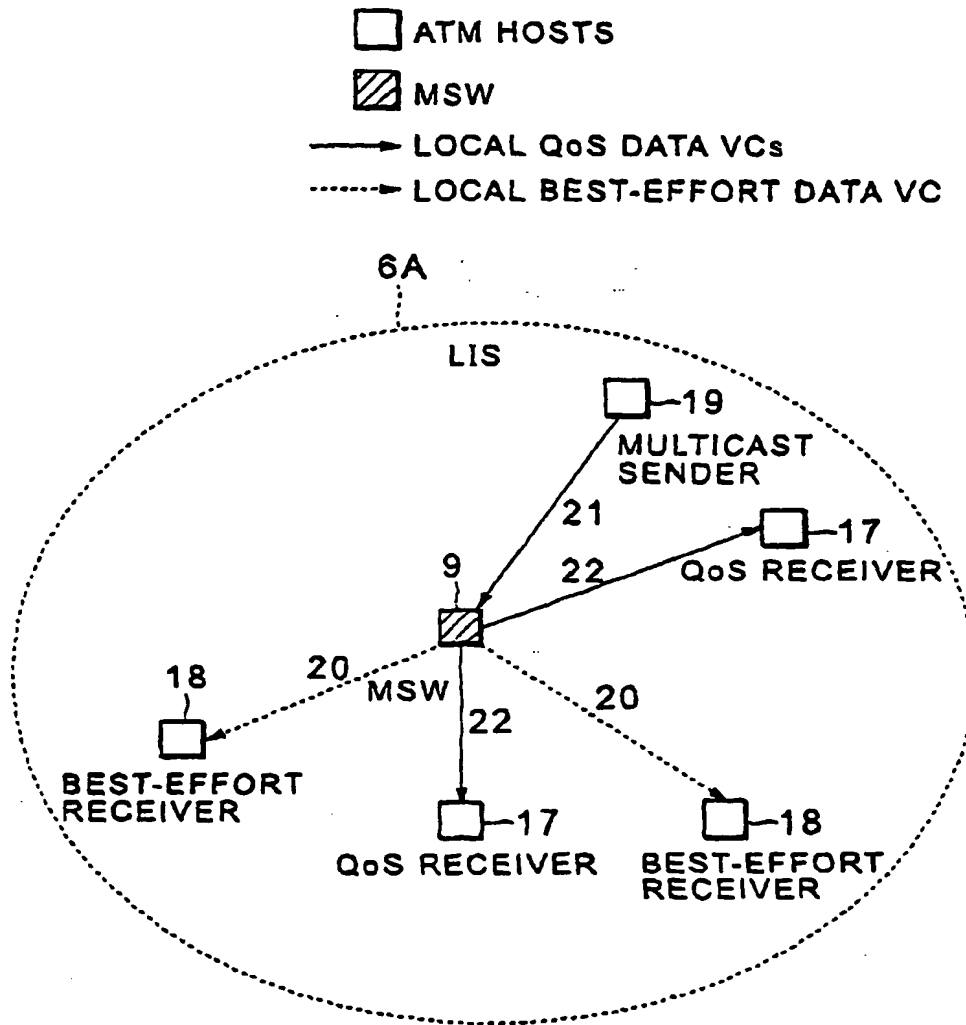 ATM HOSTS
MSW
LOCAL QoS DATA VCs
LOCAL BEST-EFFORT DATA VC
6A
LIS
19
MULTICAST
SENDER
21
17
QoS RECEIVER
22
9
MSW
20
18
BEST-EFFORT
RECEIVER
22
20
17
QoS RECEIVER
18
BEST-EFFORT
RECEIVER